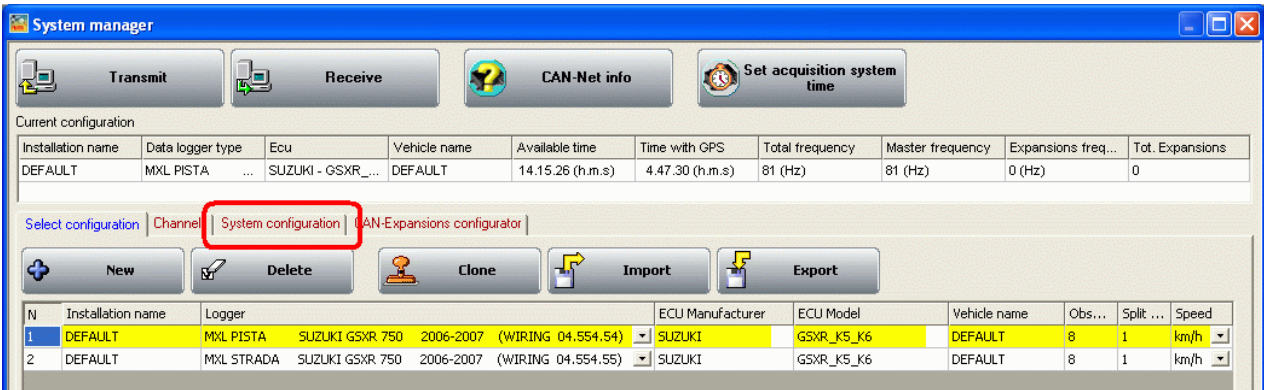 System manager
Transmit Receive CAN-Net info Set acquisition system time
Current configuration
Installation name Data logger type Ecu Vehicle name Available time Time with GPS Total frequency Master frequency Expansions freq... Tot. Expansions
DEFAULT MXL PISTA ... SUZUKI - GSXR_... DEFAULT 14.15.26 (h.m.s) 4.47.30 (h.m.s) 81 (Hz) 81 (Hz) 0 (Hz) 0
Select configuration Channel System configuration CAN-Expansions configurator
New Delete Clone Import Export
N Installation name Logger ECU Manufacturer ECU Model Vehicle name Obs... Split ... Speed
1 DEFAULT MXL PISTA SUZUKI GSXR 750 2006-2007 (WIRING 04.554.54) SUZUKI GSXR_K5_K6 DEFAULT 8 1 km/h
2 DEFAULT MXL STRADA SUZUKI GSXR 750 2006-2007 (WIRING 04.554.55) SUZUKI GSXR_K5_K6 DEFAULT 8 1 km/h